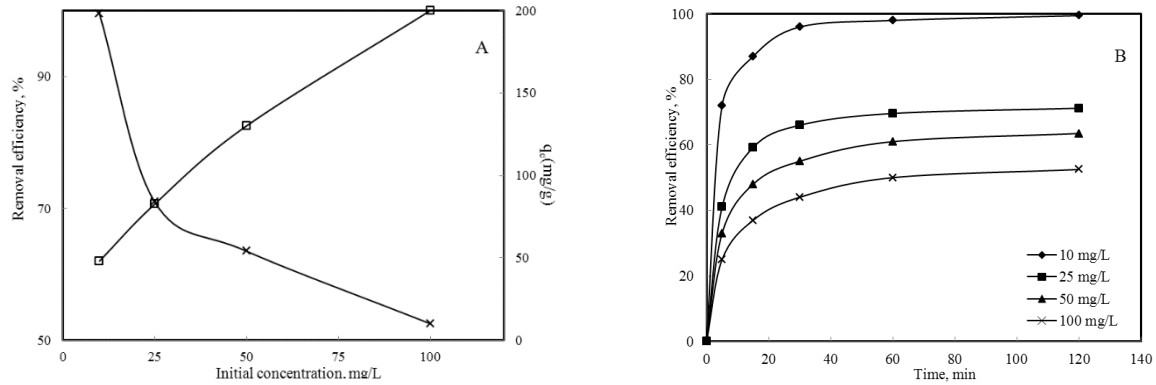 A
Removal efficiency, %
90
70
50
0
25
50
75
100
Initial concentration, mg/L
200
150
100
50
0
qₑ(mg/g)
B
Removal efficiency, %
100
80
60
40
20
0
0
20
40
60
80
100
120
140
Time, min
10 mg/L
25 mg/L
50 mg/L
100 mg/L